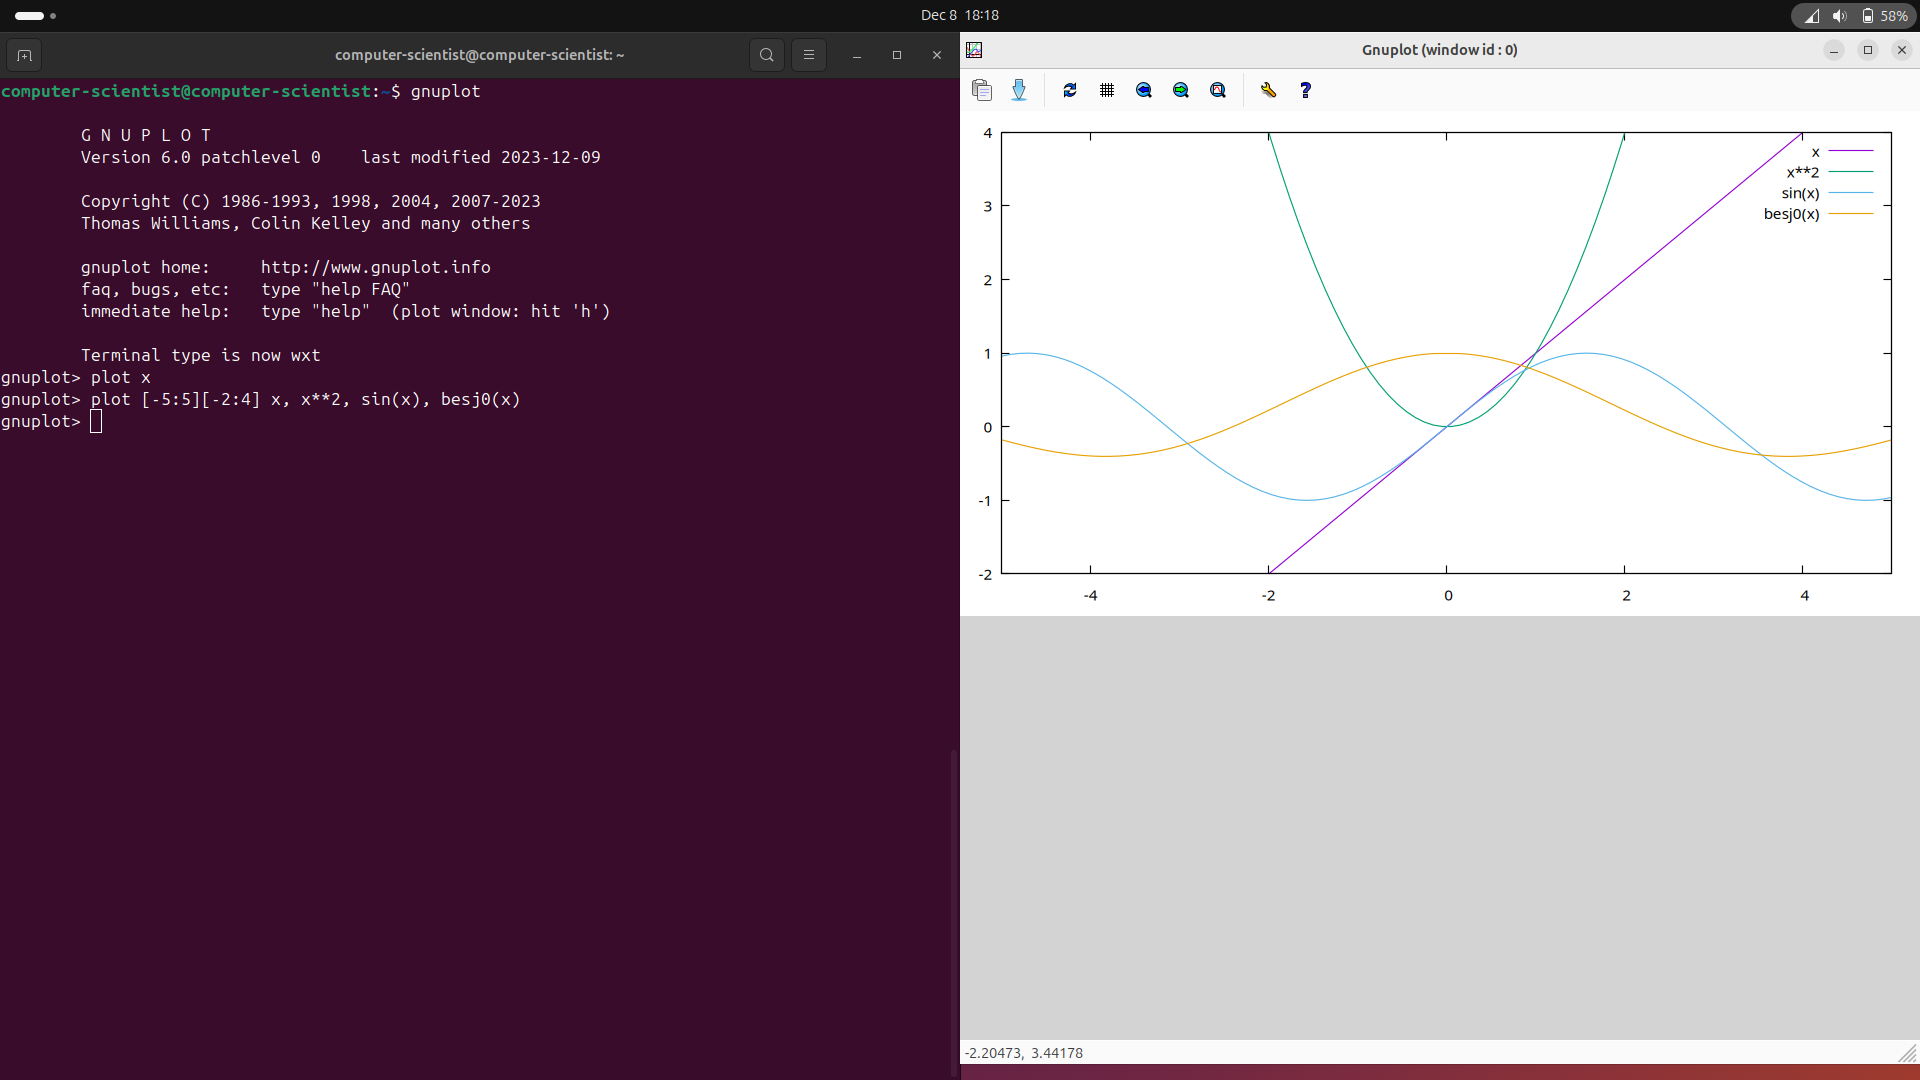 Dec 8 18:18
58%
computer-scientist@computer-scientist: ~
computer-scientist@computer-scientist:~$ gnuplot
G N U P L O T
Version 6.0 patchlevel 0    last modified 2023-12-09
Copyright (C) 1986-1993, 1998, 2004, 2007-2023
Thomas Williams, Colin Kelley and many others
gnuplot home:     http://www.gnuplot.info
faq, bugs, etc:   type "help FAQ"
immediate help:   type "help"  (plot window: hit 'h')
Terminal type is now wxt
gnuplot> plot x
gnuplot> plot [-5:5][-2:4] x, x**2, sin(x), besj0(x)
gnuplot>
Gnuplot (window id : 0)
4
3
2
1
0
-1
-2
-4
-2
0
2
4
x
x**2
sin(x)
besj0(x)
-2.20473, 3.44178